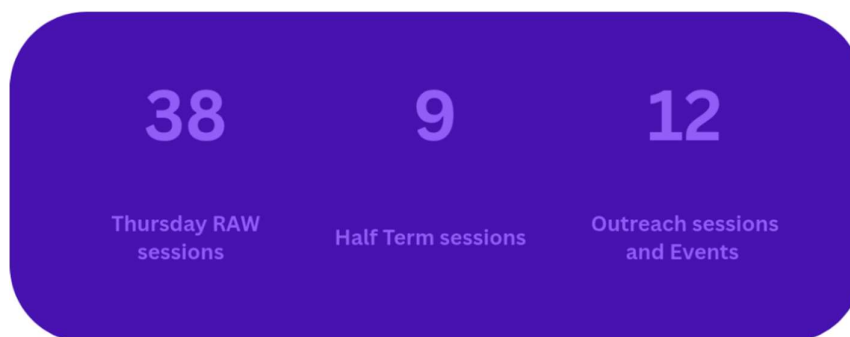 38
9
12
Thursday RAW
sessions
Half Term sessions
Outreach sessions
and Events